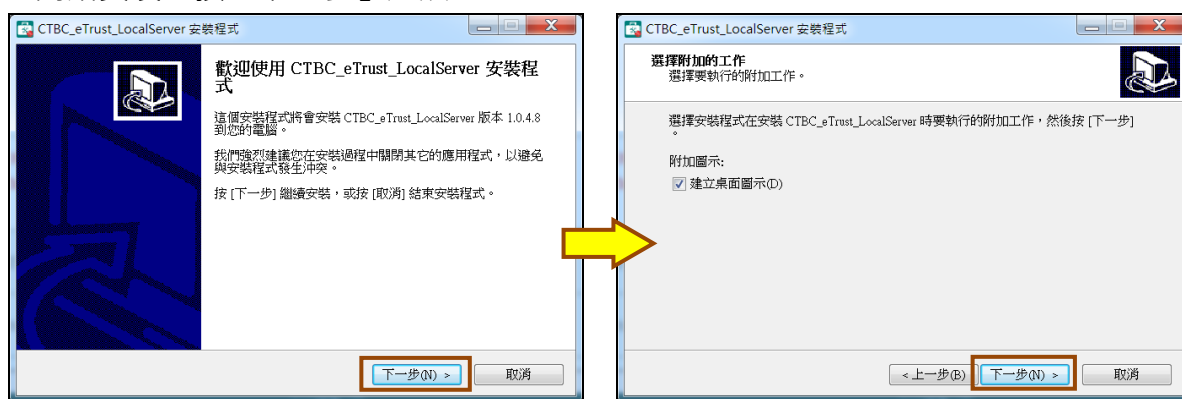 CTBC_eTrust_LocalServer 安裝程式
歡迎使用 CTBC_eTrust_LocalServer 安裝程
式
這個安裝程式將會安裝 CTBC_eTrust_LocalServer 版本 1.0.4.8
到您的電腦。
我們強烈建議您在安裝過程中關閉其它的應用程式，以避免
與安裝程式發生沖突。
按 [下一步] 繼續安裝，或按 [取消] 結束安裝程式。
下一步(N) >
取消
CTBC_eTrust_LocalServer 安裝程式
選擇附加的工作
選擇要執行的附加工作。
選擇安裝程式在安裝 CTBC_eTrust_LocalServer 時要執行的附加工作，然後按 [下一步]
。
附加圖示:
建立桌面圖示(D)
< 上一步(B)
下一步(N) >
取消